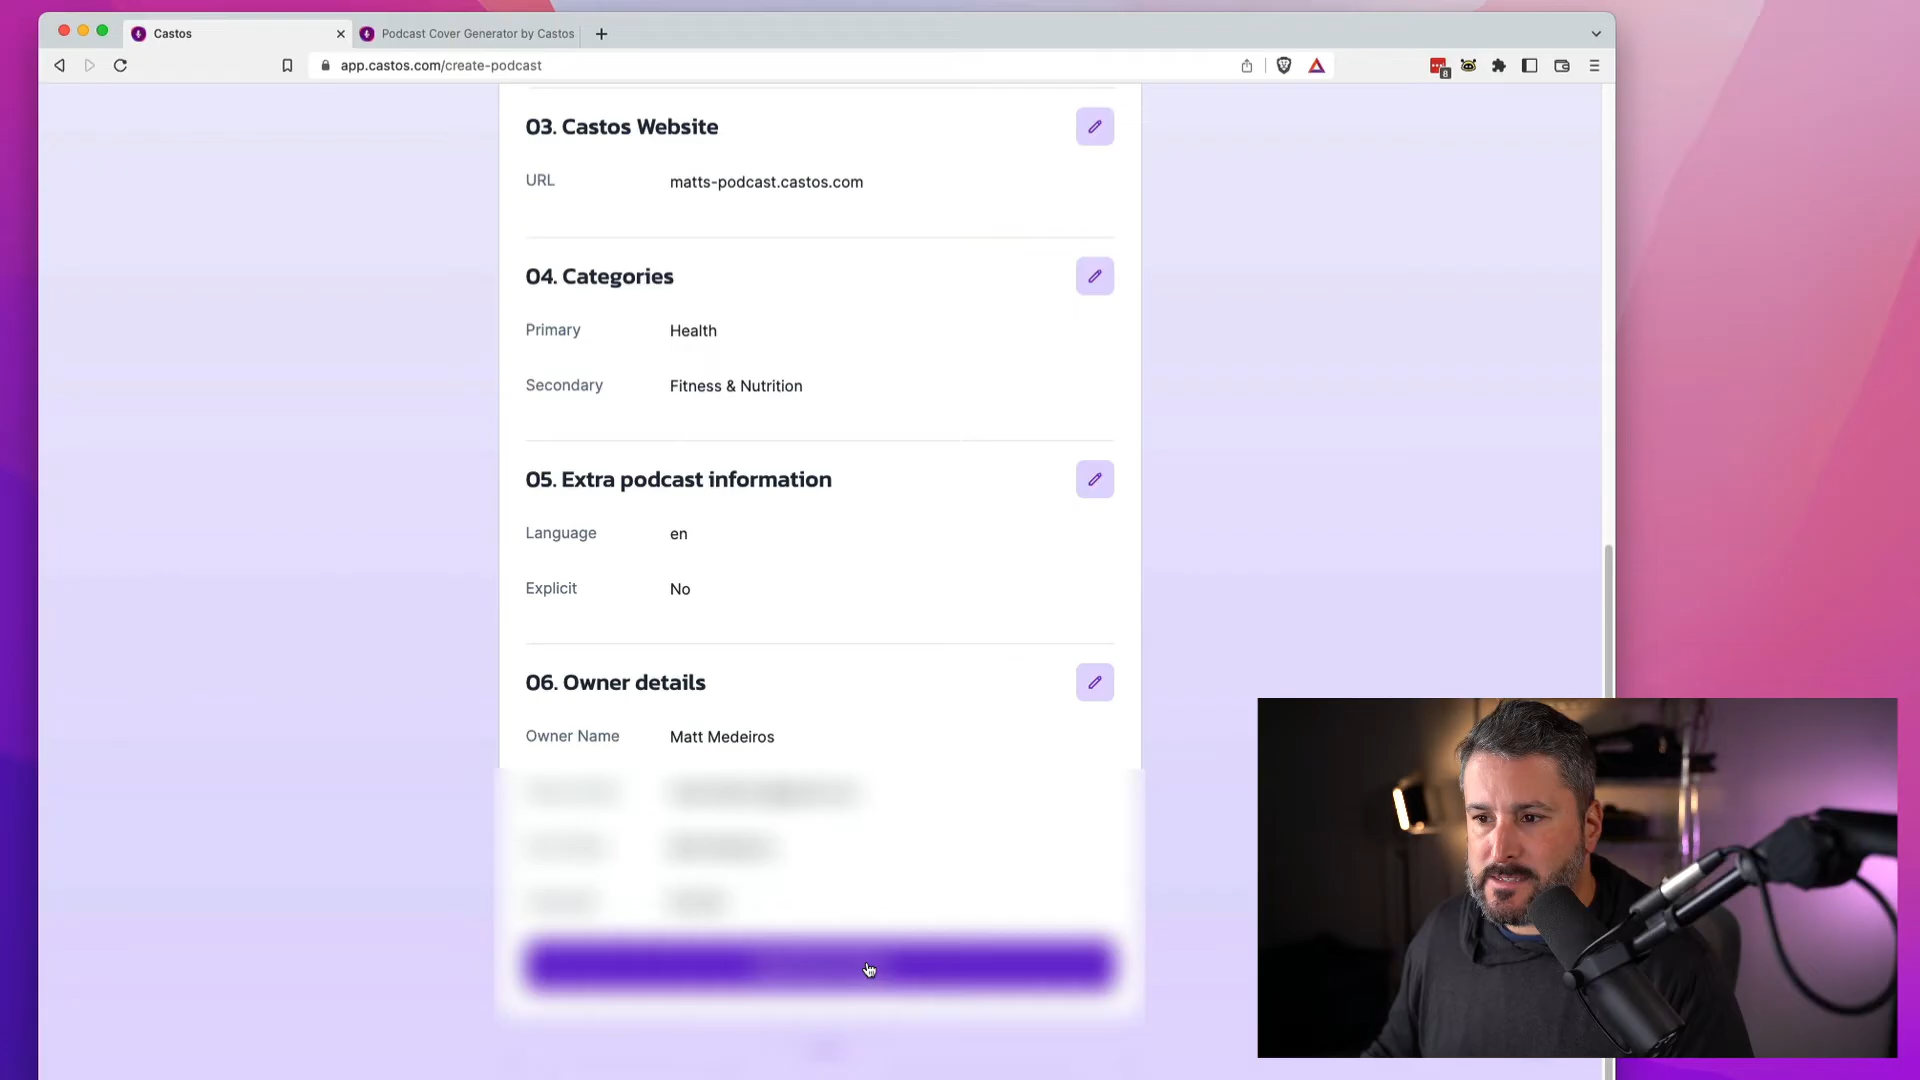 Castos
Podcast Cover Generator by Castos
app.castos.com/create-podcast
8
03. Castos Website
URL
matts-podcast.castos.com
04. Categories
Primary
Health
Secondary
Fitness & Nutrition
05. Extra podcast information
Language
en
Explicit
No
06. Owner details
Owner Name
Matt Medeiros